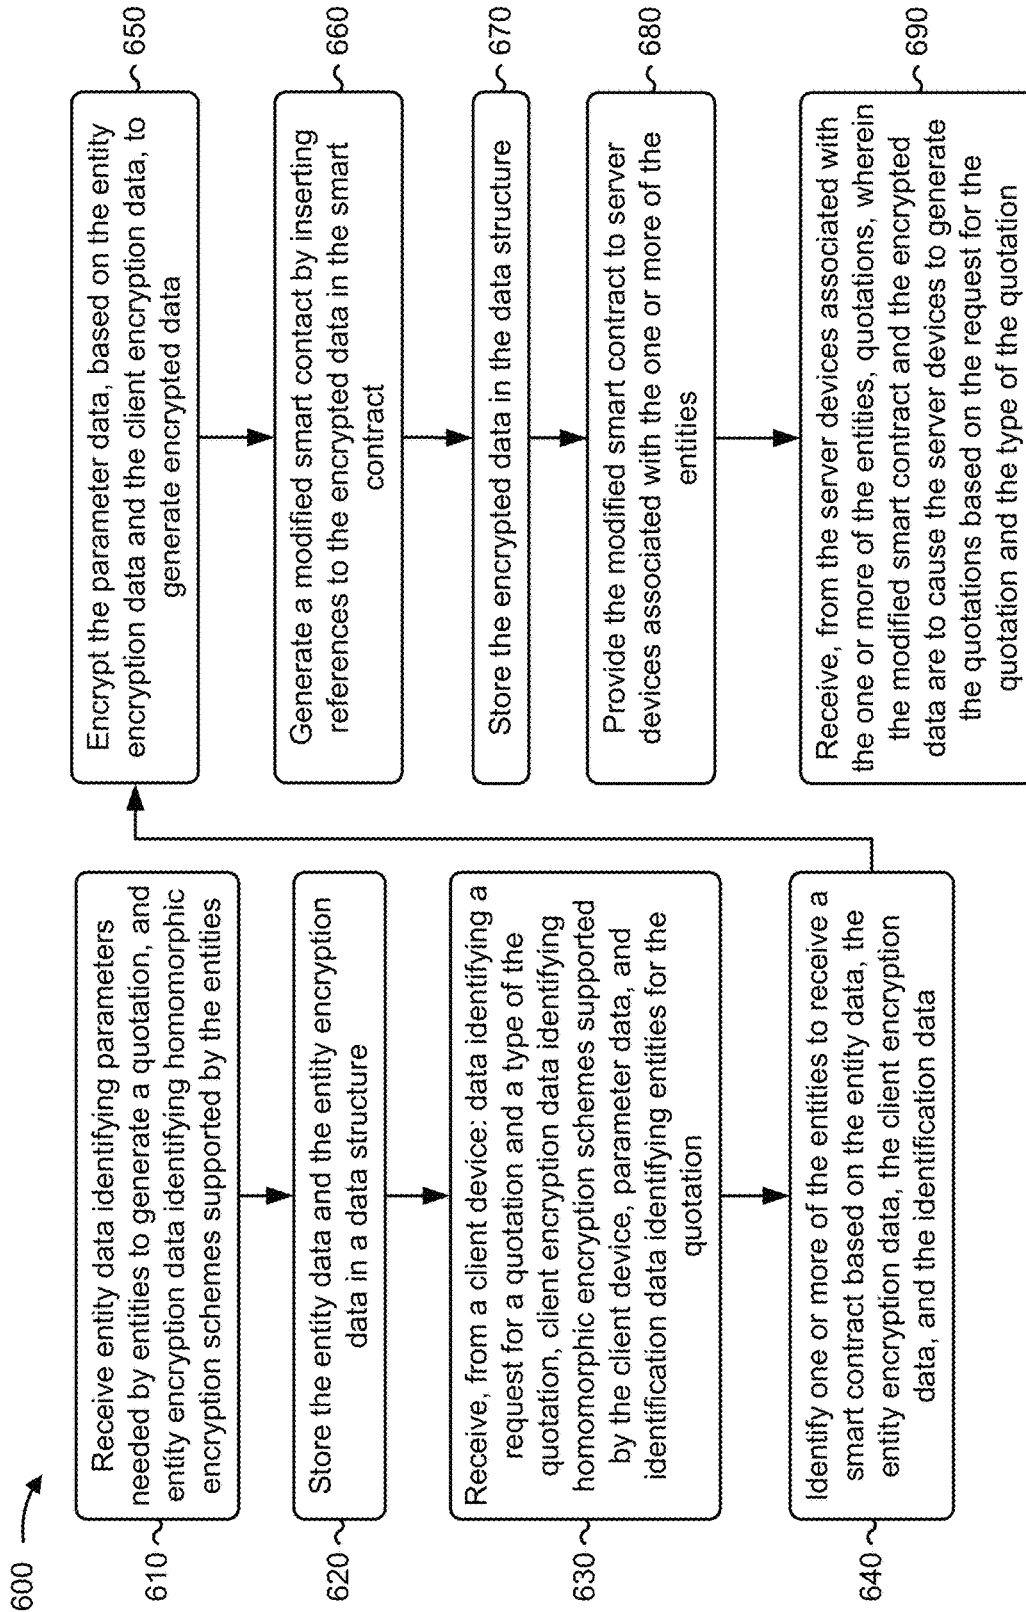 600
610
Receive entity data identifying parameters
needed by entities to generate a quotation, and
entity encryption data identifying homomorphic
encryption schemes supported by the entities
620
Store the entity data and the entity encryption
data in a data structure
630
Receive, from a client device: data identifying a
request for a quotation and a type of the
quotation, client encryption data identifying
homomorphic encryption schemes supported
by the client device, parameter data, and
identification data identifying entities for the
quotation
640
Identify one or more of the entities to receive a
smart contract based on the entity data, the
entity encryption data, the client encryption
data, and the identification data
Encrypt the parameter data, based on the entity
encryption data and the client encryption data, to
generate encrypted data
650
Generate a modified smart contact by inserting
references to the encrypted data in the smart
contract
660
Store the encrypted data in the data structure
670
Provide the modified smart contract to server
devices associated with the one or more of the
entities
680
Receive, from the server devices associated with
the one or more of the entities, quotations, wherein
the modified smart contract and the encrypted
data are to cause the server devices to generate
the quotations based on the request for the
quotation and the type of the quotation
690